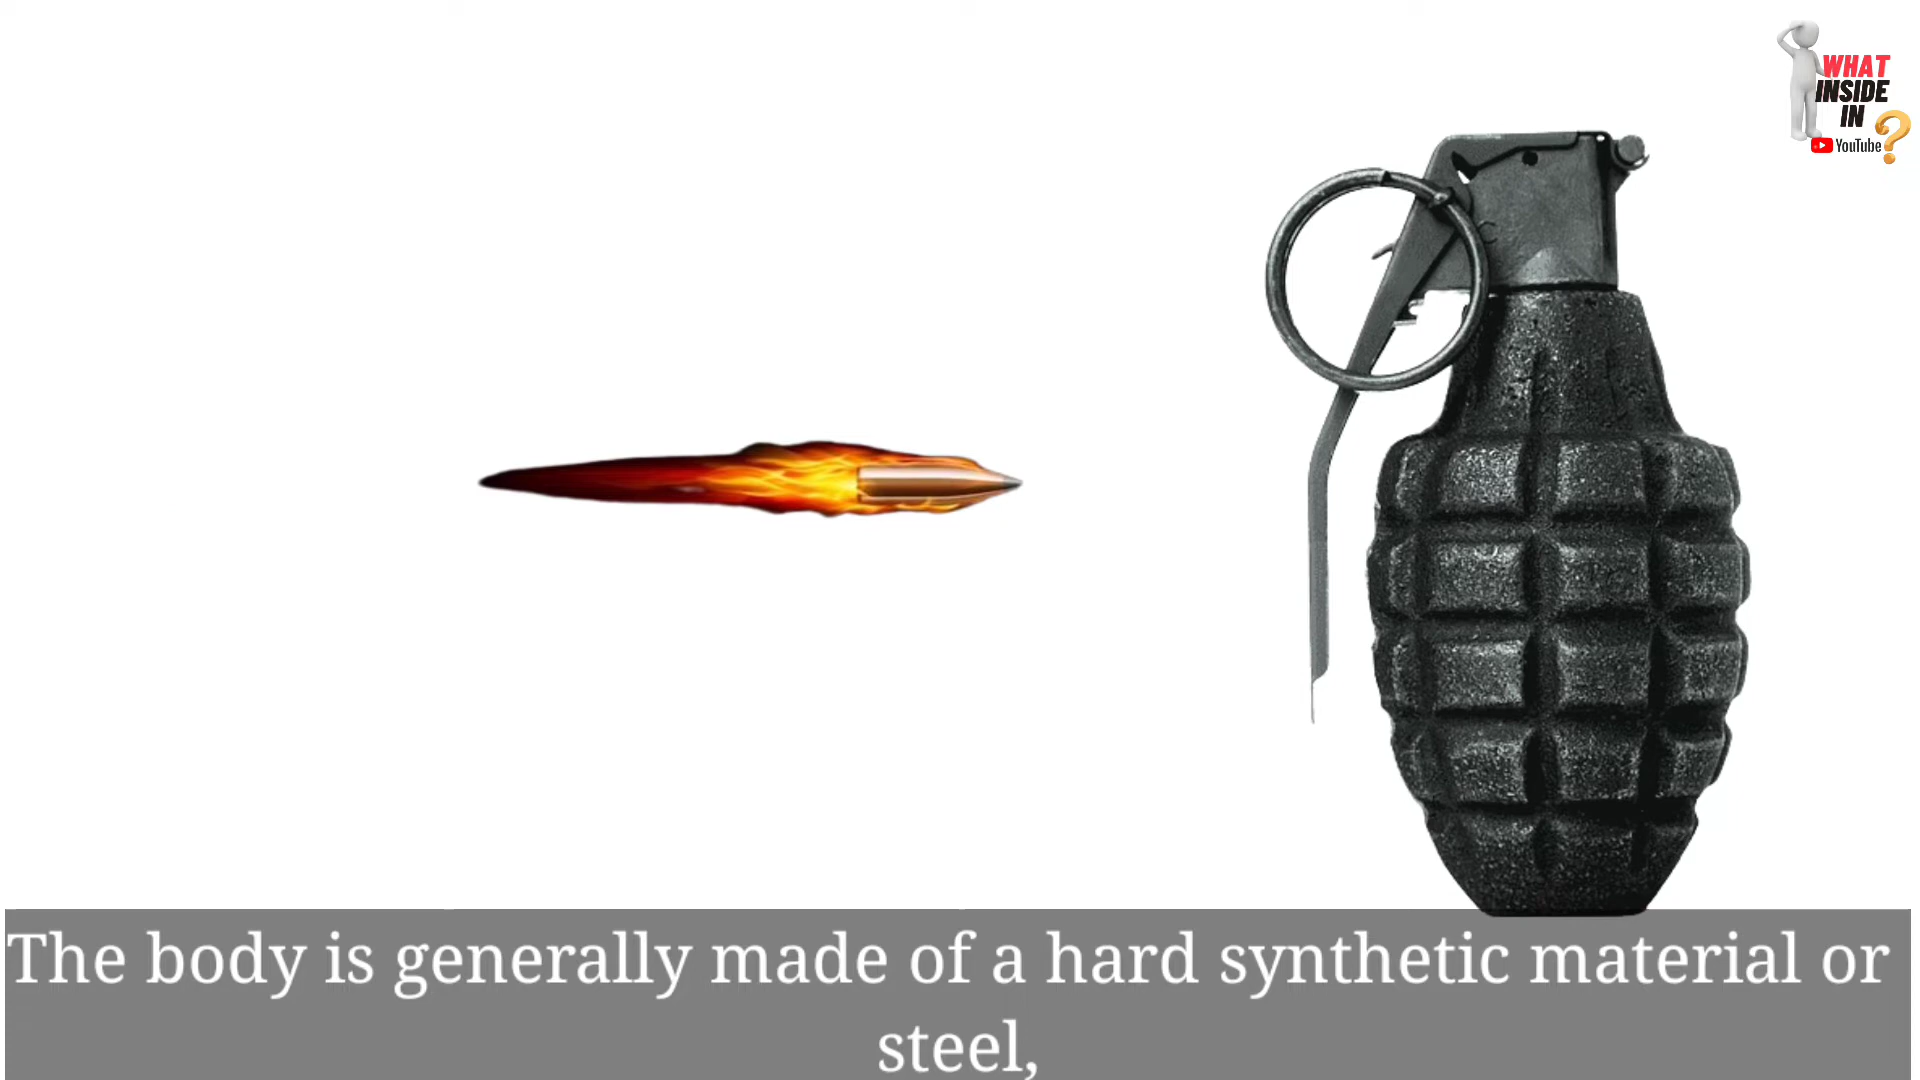 WHAT
INSIDE
IN
?
YouTube
The body is generally made of a hard synthetic material or
steel,